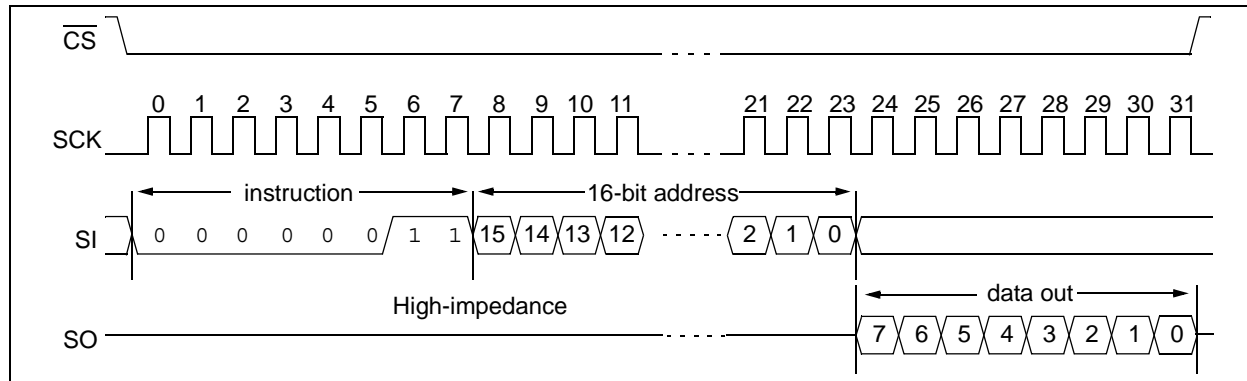 CS
0 1 2 3 4 5 6 7 8 9 10 11 21 22 23 24 25 26 27 28 29 30 31
SCK
instruction 16-bit address
SI 0 0 0 0 0 0 1 1 15 14 13 12 2 1 0
data out
High-impedance
SO 7 6 5 4 3 2 1 0